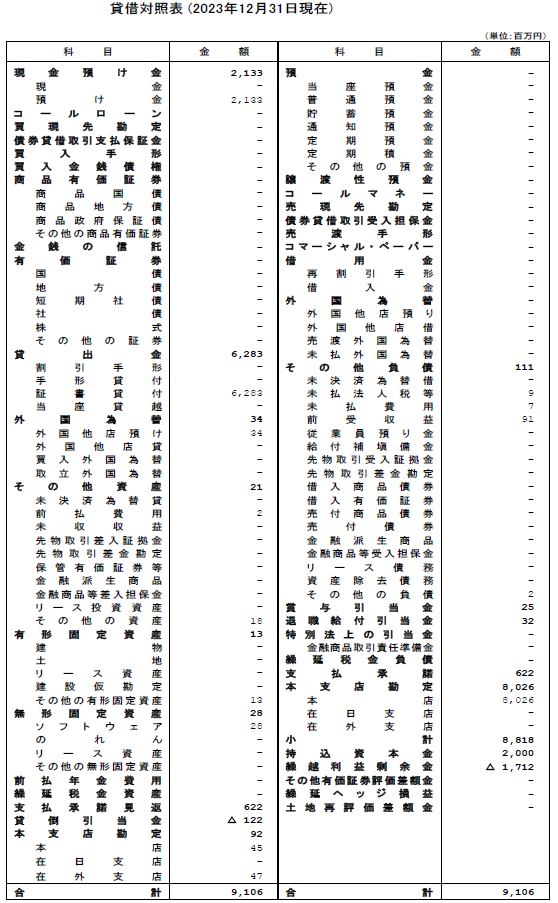 貸借対照表（2023年12月31日現在）
（単位：百万円）
科目 金額 科目 金額
現金預け金 2,133 預金 -
現金 - 当座預金 -
預け金 2,133 普通預金 -
コールローン - 貯蓄預金 -
買現先勘定 - 通知預金 -
債券貸借取引支払保証金 - 定期預金 -
買入手形 - 定期積金 -
買入金銭債権 - その他の預金 -
商品有価証券 - 譲渡性預金 -
商品国債 - コールマネー -
商品地方債 - 売現先勘定 -
商品政府保証債 - 債券貸借取引受入担保金 -
その他の商品有価証券 - 売渡手形 -
金銭の信託 - コマーシャル・ペーパー -
有価証券 - 借用金 -
国債 - 再割引手形 -
地方債 - 借入金 -
短期社債 - 外国為替 -
社債 - 外国他店預り -
株式 - 外国他店借 -
その他の証券 - 売渡外国為替 -
貸出金 6,283 未払外国為替 -
割引手形 - その他負債 111
手形貸付 - 未決済為替借 -
証書貸付 6,283 未払法人税等 9
当座貸越 - 未払費用 7
外国為替 34 前受収益 91
外国他店預け 34 従業員預り金 -
外国他店貸 - 給付補填備金 -
買入外国為替 - 先物取引受入証拠金 -
取立外国為替 - 先物取引差金勘定 -
その他資産 21 借入商品債券 -
未決済為替貸 - 借入有価証券 -
前払費用 2 売付商品債券 -
未収収益 - 売付債券 -
先物取引差入証拠金 - 金融派生商品 -
先物取引差金勘定 - 金融商品等受入担保金 -
保管有価証券等 - リース債務 -
金融派生商品 - 資産除去債務 -
金融商品等差入担保金 - その他の負債 2
リース投資資産 - 賞与引当金 25
その他の資産 18 退職給付引当金 32
有形固定資産 13 特別法上の引当金 -
建物 - 金融商品取引責任準備金 -
土地 - 繰延税金負債 -
リース資産 - 支払承諾 622
建設仮勘定 - 本支店勘定 8,026
その他の有形固定資産 13 本店 8,026
無形固定資産 28 在日支店 -
ソフトウェア 28 在外支店 -
のれん - 小計 8,818
リース資産 - 持込資本金 2,000
その他の無形固定資産 - 繰越利益剰余金 △ 1,712
前払年金費用 - その他有価証券評価差額金 -
繰延税金資産 - 繰延ヘッジ損益 -
支払承諾見返 622 土地再評価差額金 -
貸倒引当金 △ 122
本支店勘定 92
本店 45
在日支店 -
在外支店 47
合計 9,106 合計 9,106